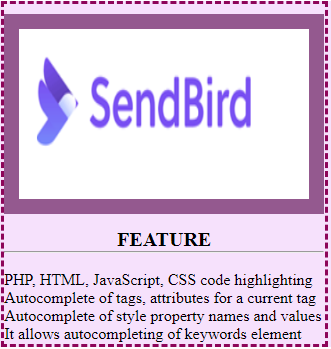 SendBird
FEATURE
PHP, HTML, JavaScript, CSS code highlighting
Autocomplete of tags, attributes for a current tag
Autocomplete of style property names and values
It allows autocompleting of keywords element